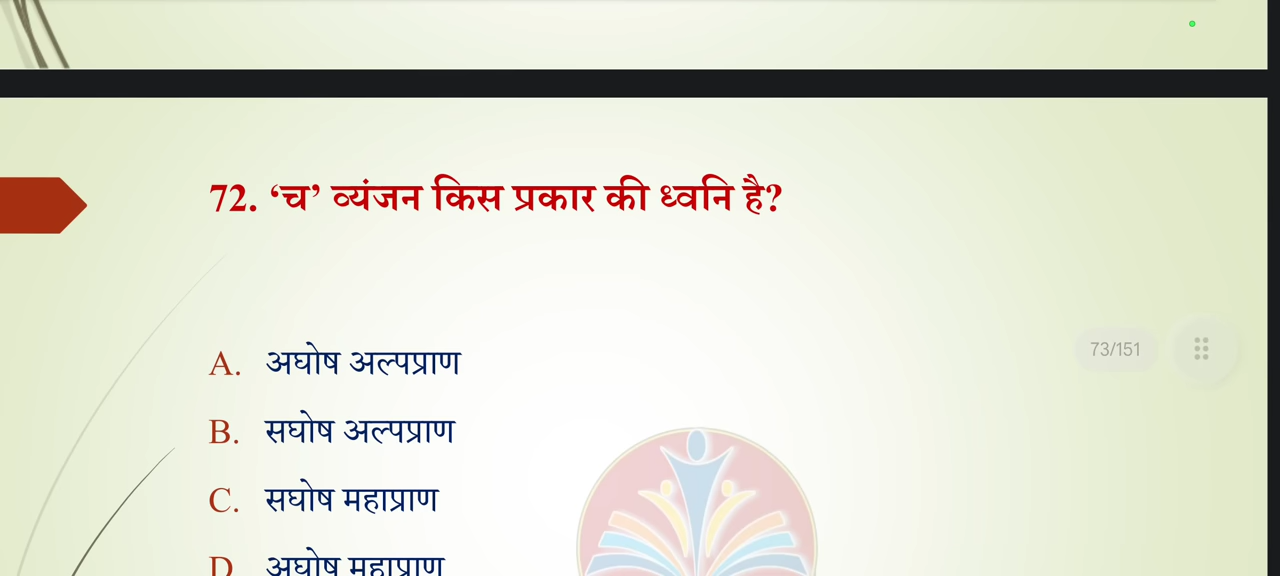 72. ‘च’ व्यंजन किस प्रकार की ध्वनि है?
73/151
A. अघोष अल्पप्राण
B. सघोष अल्पप्राण
C. सघोष महाप्राण
D. अघोष महाप्राण